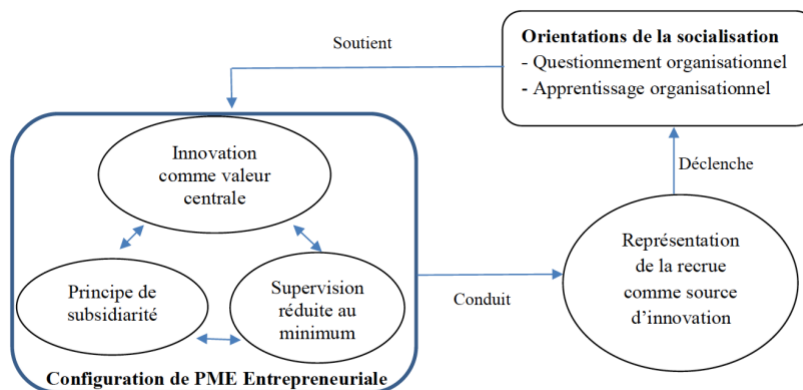 Soutient
Orientations de la socialisation
- Questionnement organisationnel
- Apprentissage organisationnel
Innovation
comme valeur
centrale
Déclenche
Principe de
subsidiarité
Supervision
réduite au
minimum
Conduit
Représentation
de la recrue
comme source
d’innovation
Configuration de PME Entrepreneuriale